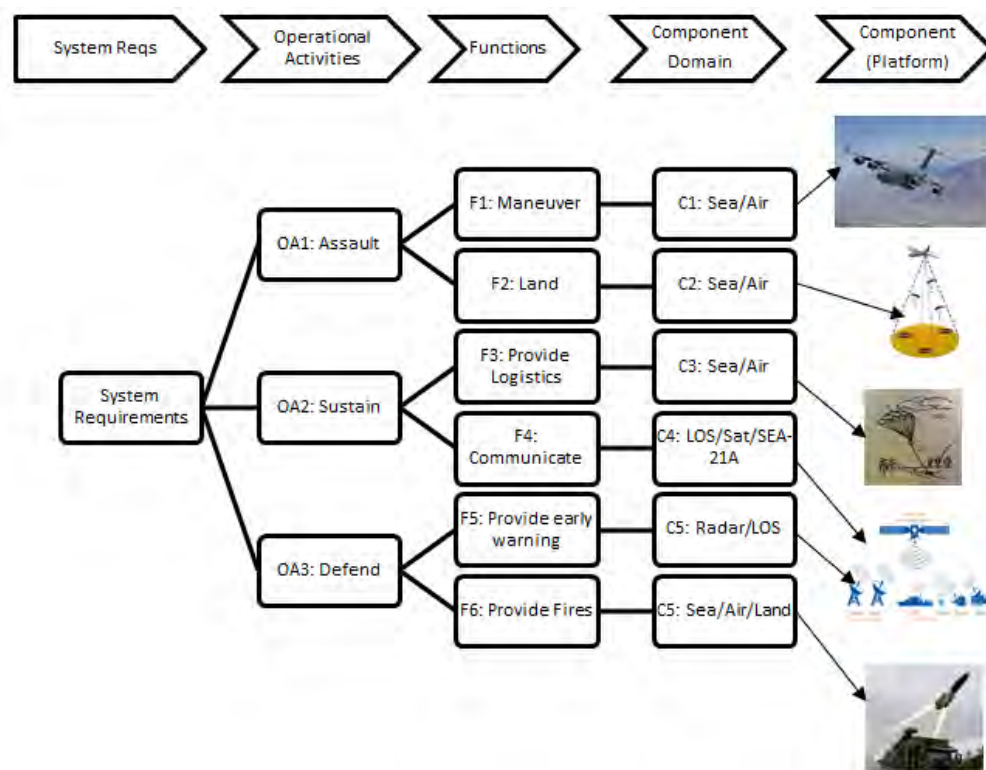 System Reqs
Operational
Activities
Functions
Component
Domain
Component
(Platform)
F1: Maneuver
C1: Sea/Air
OA1: Assault
F2: Land
C2: Sea/Air
F3: Provide
Logistics
C3: Sea/Air
System
Requirements
OA2: Sustain
F4:
Communicate
C4: LOS/Sat/SEA-
21A
F5: Provide early
warning
C5: Radar/LOS
OA3: Defend
F6: Provide Fires
C5: Sea/Air/Land